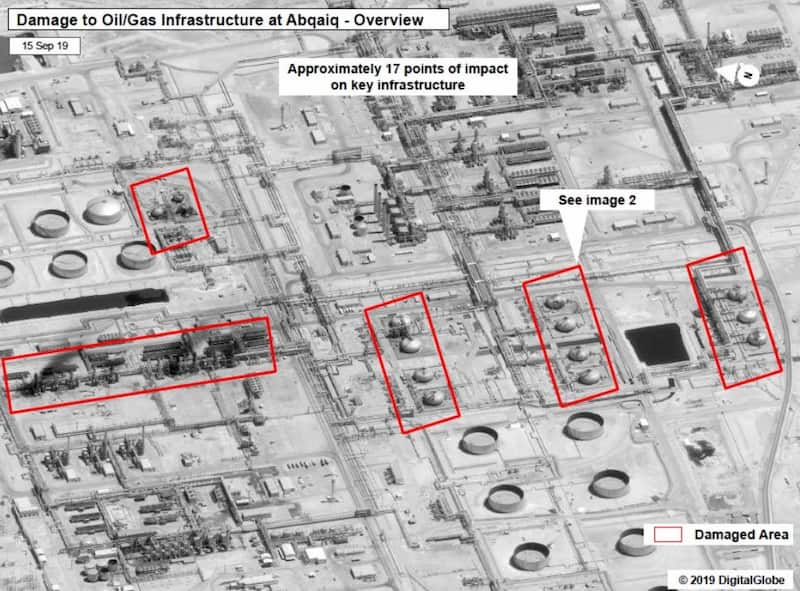 Damage to Oil/Gas Infrastructure at Abqaiq - Overview
15 Sep 19
Approximately 17 points of impact
on key infrastructure
N
See image 2
Damaged Area
© 2019 DigitalGlobe